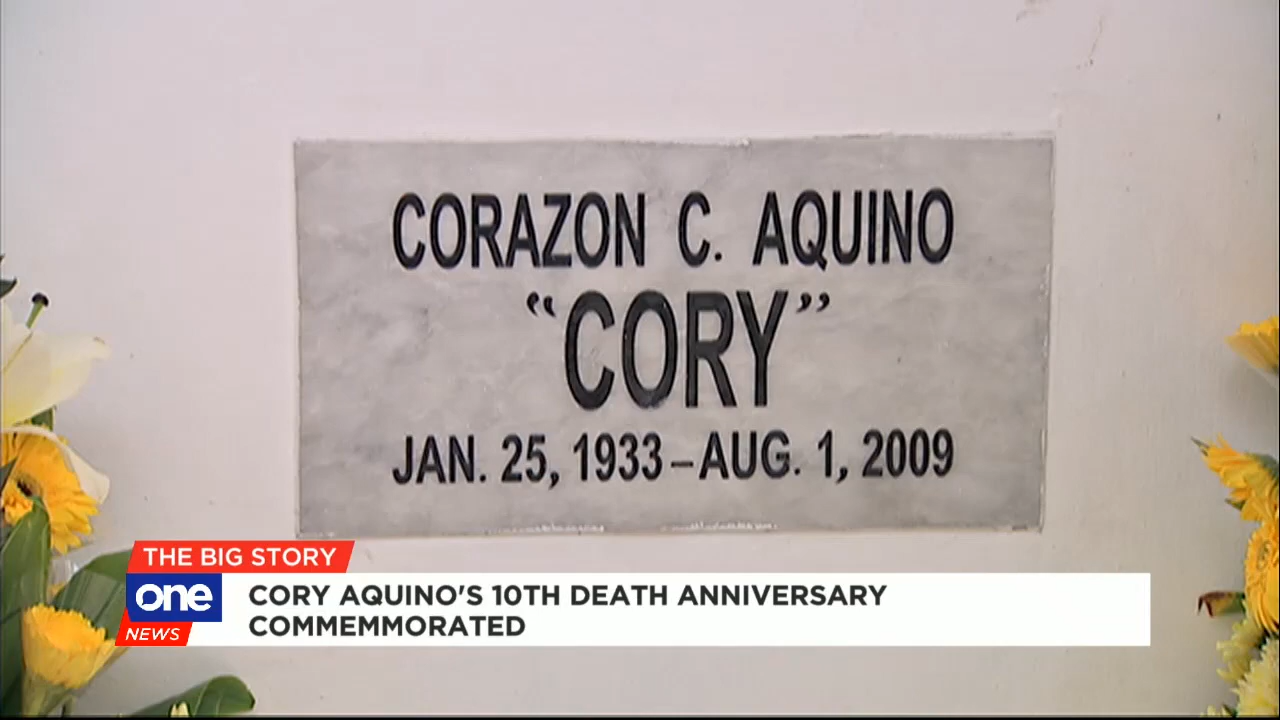 CORAZON C. AQUINO
“CORY”
JAN. 25, 1933–AUG. 1, 2009
THE BIG STORY
one
NEWS
CORY AQUINO'S 10TH DEATH ANNIVERSARY
COMMEMMORATED